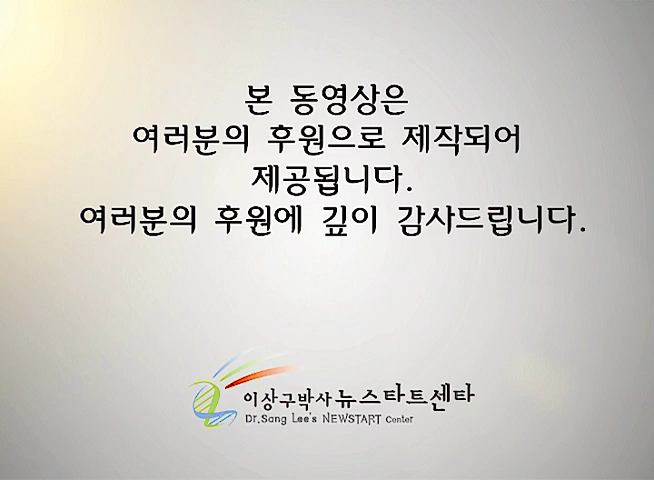 본 동영상은
여러분의 후원으로 제작되어
제공됩니다.
여러분의 후원에 깊이 감사드립니다.
이상구박사뉴스타트센타
Dr.Sang Lee's NEWSTART Center